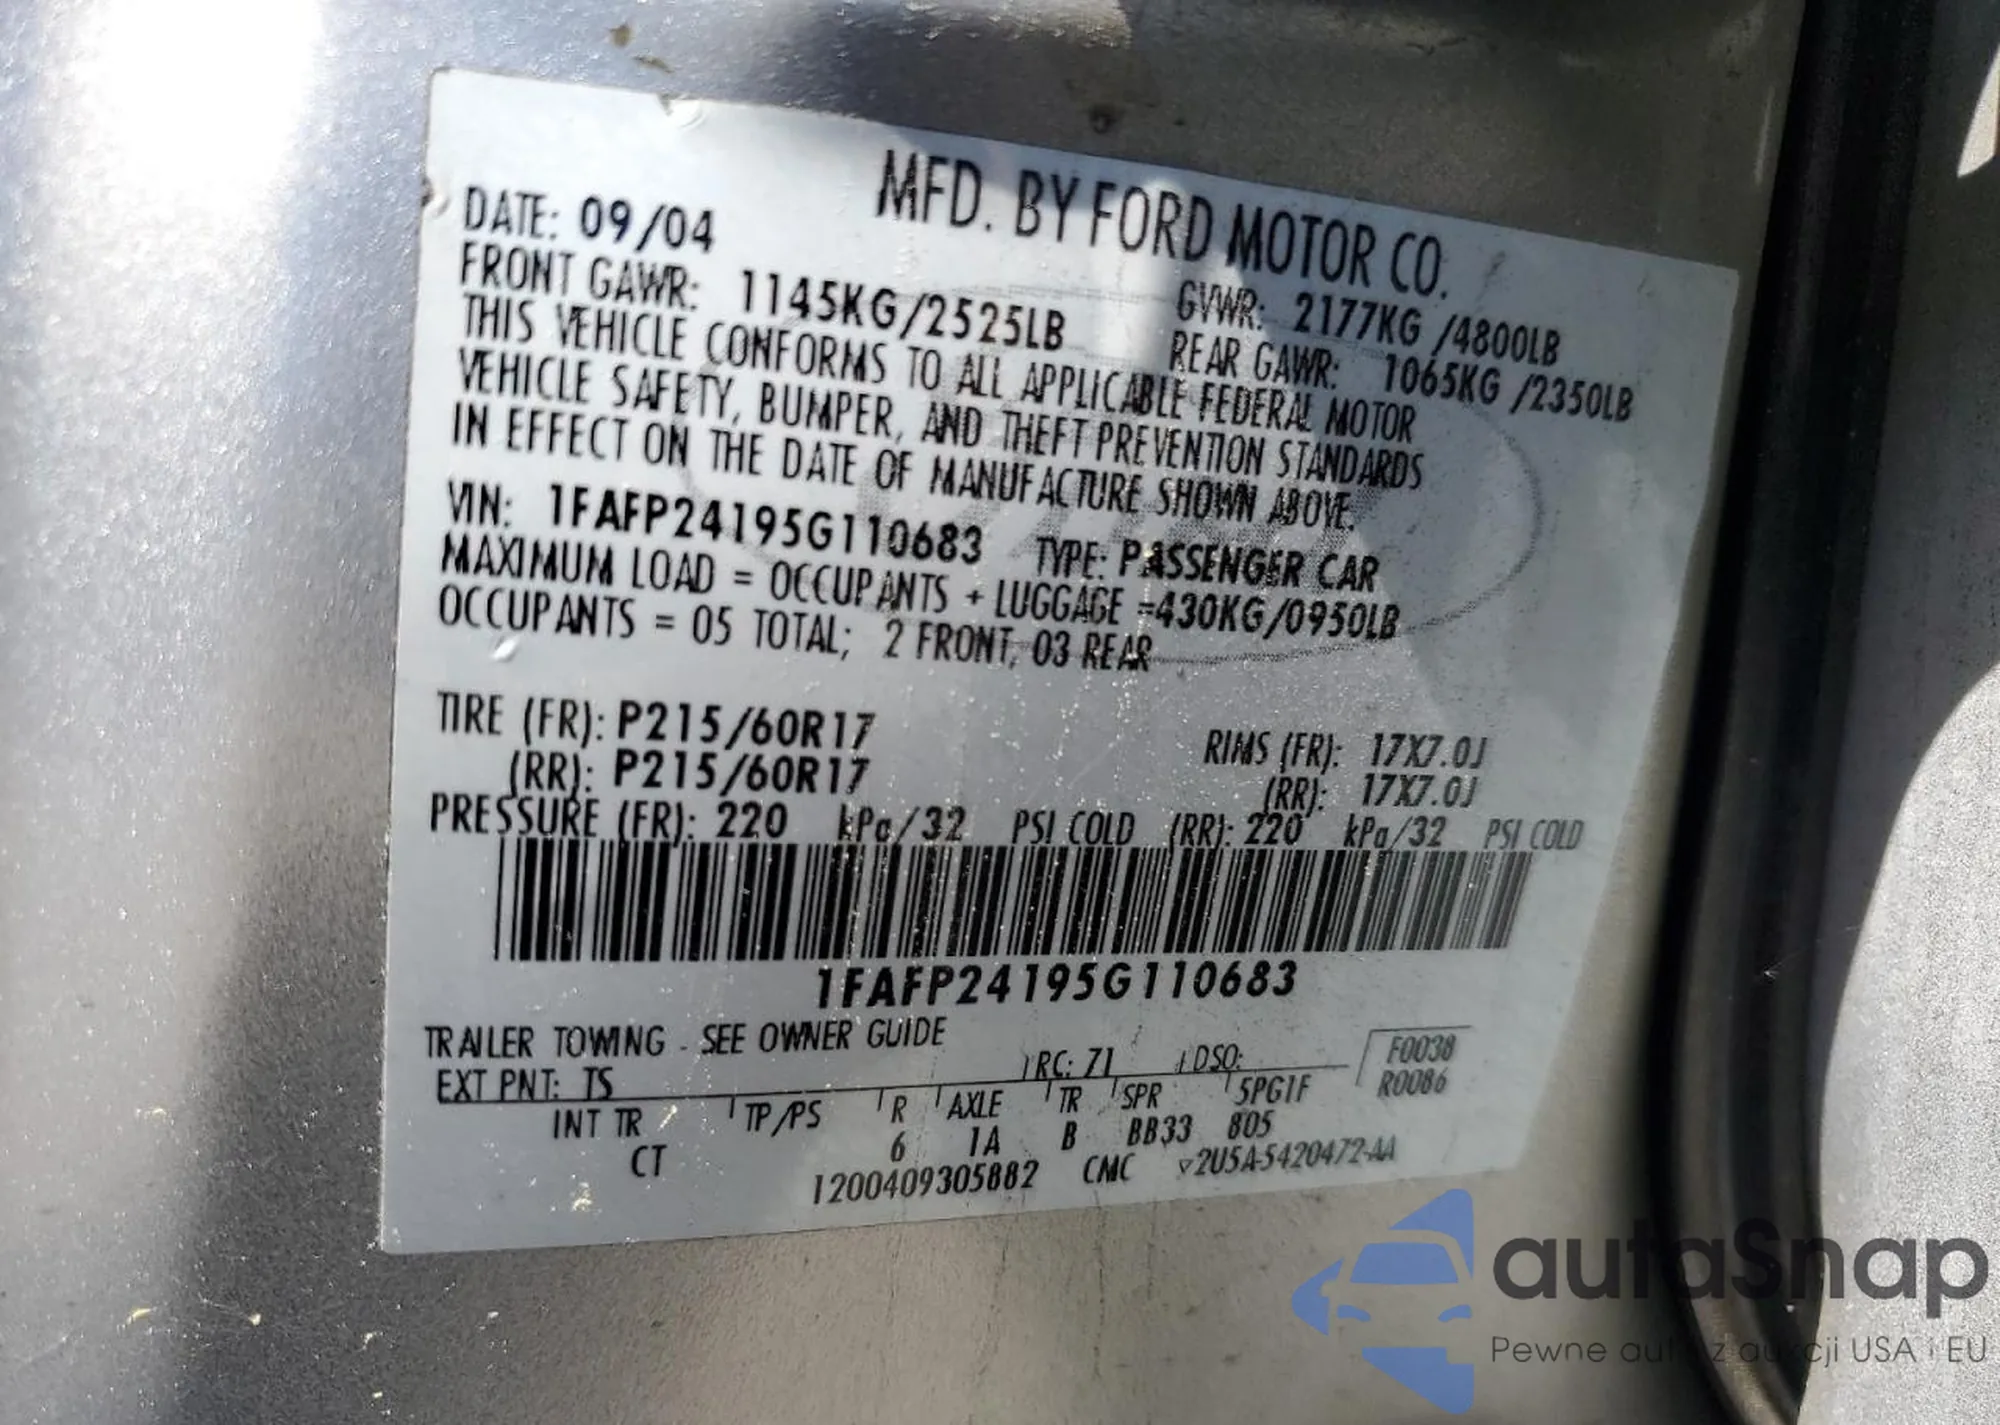 MFD. BY FORD MOTOR CO.
DATE: 09/04
GVWR: 2177KG /4800LB
FRONT GAWR: 1145KG/2525LB
REAR GAWR: 1065KG /2350LB
THIS VEHICLE CONFORMS TO ALL APPLICABLE FEDERAL MOTOR
VEHICLE SAFETY, BUMPER, AND THEFT PREVENTION STANDARDS
IN EFFECT ON THE DATE OF MANUFACTURE SHOWN ABOVE.
VIN: 1FAFP24195G110683 TYPE: PASSENGER CAR
MAXIMUM LOAD = OCCUPANTS + LUGGAGE =430KG/0950LB
OCCUPANTS = 05 TOTAL; 2 FRONT, 03 REAR
TIRE (FR): P215/60R17 RIMS (FR): 17X7.0J
(RR): P215/60R17 (RR): 17X7.0J
PRESSURE (FR): 220 kPa/32 PSI COLD (RR): 220 kPa/32 PSI COLD
1FAFP24195G110683
TRAILER TOWING - SEE OWNER GUIDE
F0038
EXT PNT: TS RC: 71 DSO:
R0086
INT TR TP/PS R AXLE TR SPR 5PG1F
CT 6 1A B BB33 805
1200409305882 CMC ▽2U5A-5420472-AA
autaSnap
Pewne auta z aukcji USA i EU